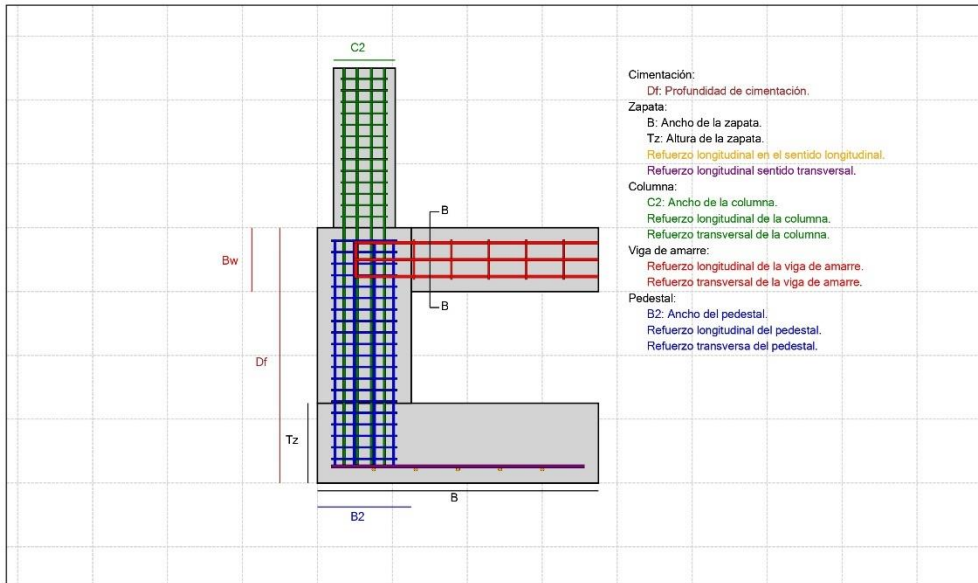 C2
Cimentación:
Df: Profundidad de cimentación.
Zapata:
B: Ancho de la zapata.
Tz: Altura de la zapata.
Refuerzo longitudinal en el sentido longitudinal.
Refuerzo longitudinal sentido transversal.
Columna:
C2: Ancho de la columna.
Refuerzo longitudinal de la columna.
Refuerzo transversal de la columna.
Viga de amarre:
Refuerzo longitudinal de la viga de amarre.
Refuerzo transversal de la viga de amarre.
Pedestal:
B2: Ancho del pedestal.
Refuerzo longitudinal del pedestal.
Refuerzo transversa del pedestal.
B
Bw
B
Df
Tz
B
B2